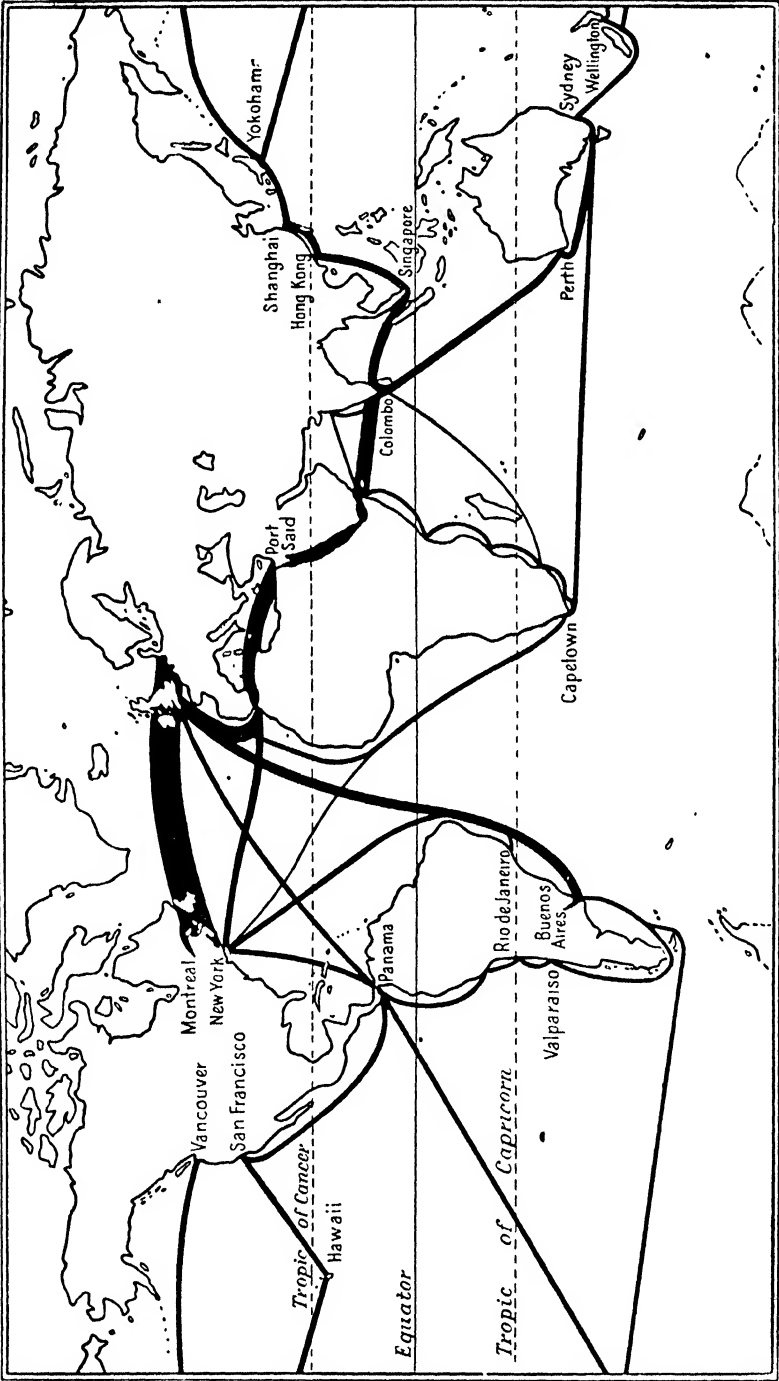 Vancouver
San Francisco
Montreal
New York
Hawaii
Panama
Tropic of Cancer
Equator
Tropic of Capricorn
Valparaiso
Rio de Janeiro
Buenos
Aires
Port
Said
Capetown
Colombo
Shanghai
Hong Kong
Singapore
Yokohama
Perth
Sydney
Wellington